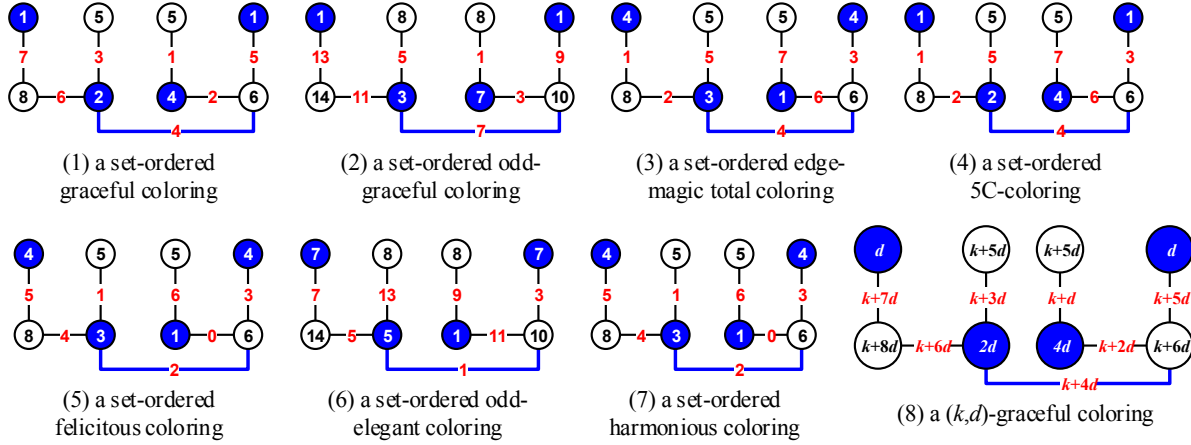 1 5 5 1
7 3 1 5
8 6 2 4 2 6
4
(1) a set-ordered
graceful coloring
1 8 8 1
13 5 1 9
14 11 3 7 3 10
7
(2) a set-ordered odd-
graceful coloring
4 5 5 4
1 5 7 3
8 2 3 1 6 6
4
(3) a set-ordered edge-
magic total coloring
1 5 5 1
1 5 7 3
8 2 2 4 6 6
4
(4) a set-ordered
5C-coloring
4 5 5 4
5 1 6 3
8 4 3 1 0 6
2
(5) a set-ordered
felicitous coloring
7 8 8 7
7 13 9 3
14 5 5 1 11 10
1
(6) a set-ordered odd-
elegant coloring
4 5 5 4
5 1 6 3
8 4 3 1 0 6
2
(7) a set-ordered
harmonious coloring
d k+5d k+5d d
k+7d k+3d k+d k+5d
k+8d k+6d 2d 4d k+2d k+6d
k+4d
(8) a (k,d)-graceful coloring